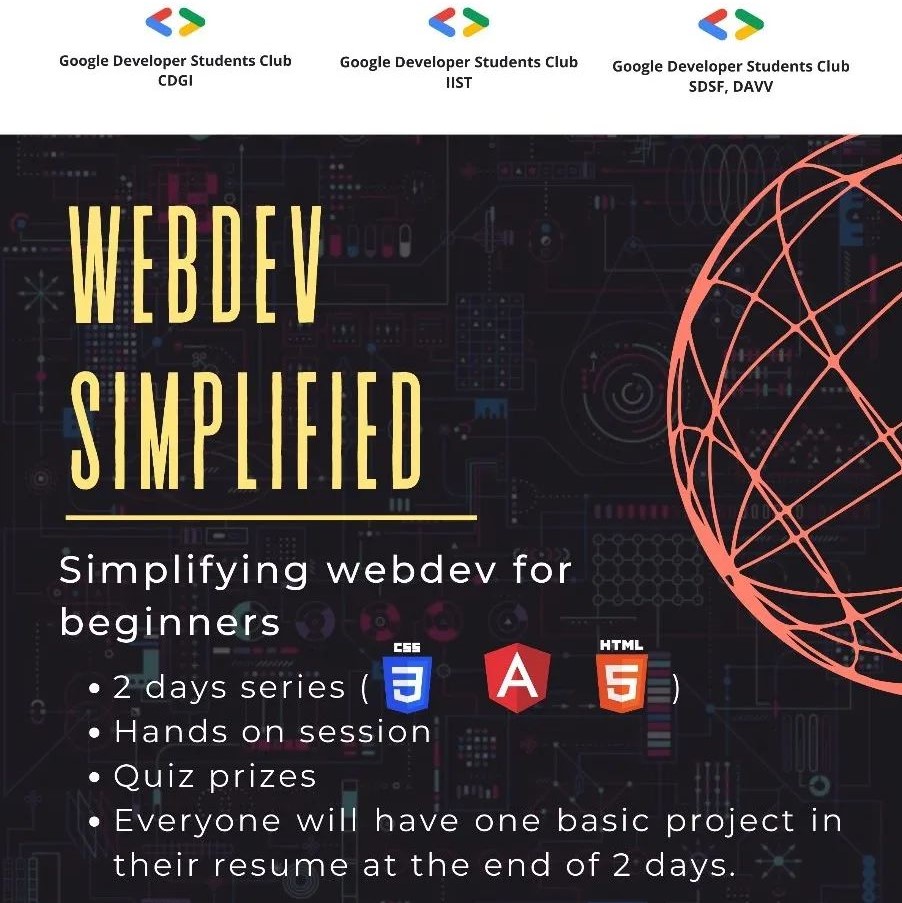 Google Developer Students Club
CDGI
Google Developer Students Club
IIST
Google Developer Students Club
SDSF, DAVV
WEBDEV
SIMPLIFIED
Simplifying webdev for
beginners
• 2 days series ( CSS 3 A HTML 5 )
• Hands on session
• Quiz prizes
• Everyone will have one basic project in
their resume at the end of 2 days.